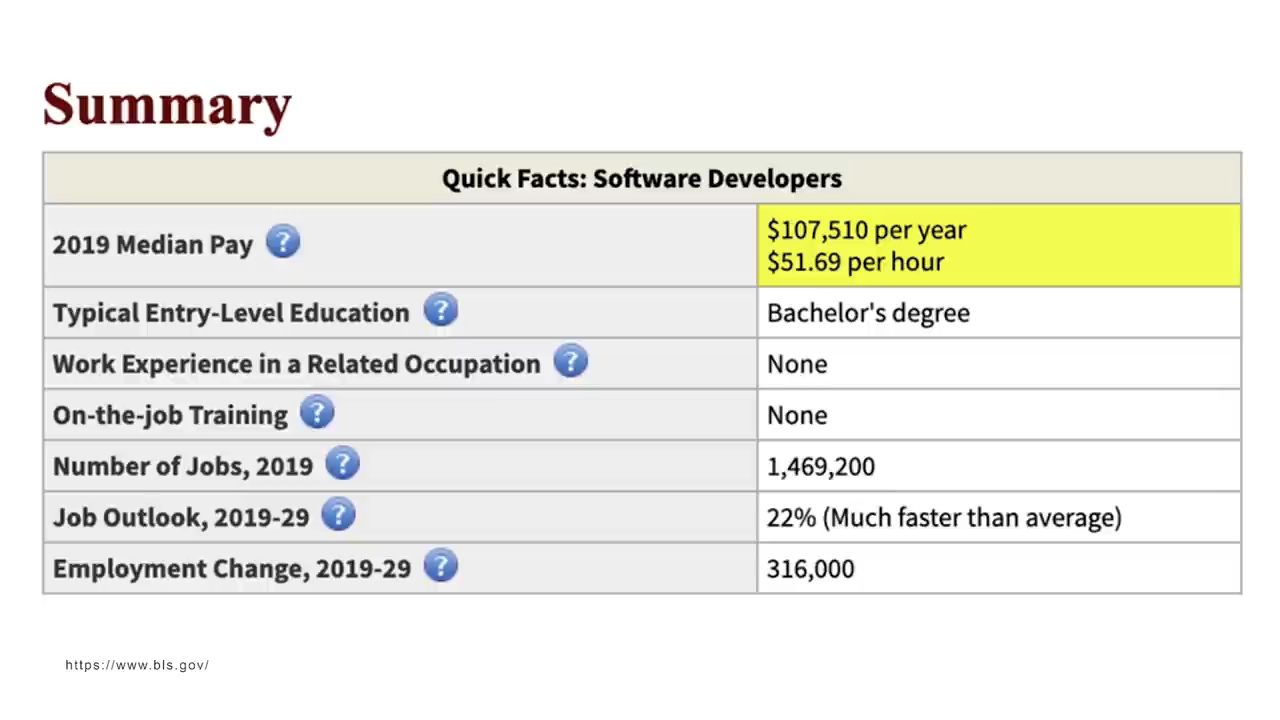 Summary
Quick Facts: Software Developers
2019 Median Pay ?
$107,510 per year
$51.69 per hour
Typical Entry-Level Education ?
Bachelor's degree
Work Experience in a Related Occupation ?
None
On-the-job Training ?
None
Number of Jobs, 2019 ?
1,469,200
Job Outlook, 2019-29 ?
22% (Much faster than average)
Employment Change, 2019-29 ?
316,000
https://www.bls.gov/